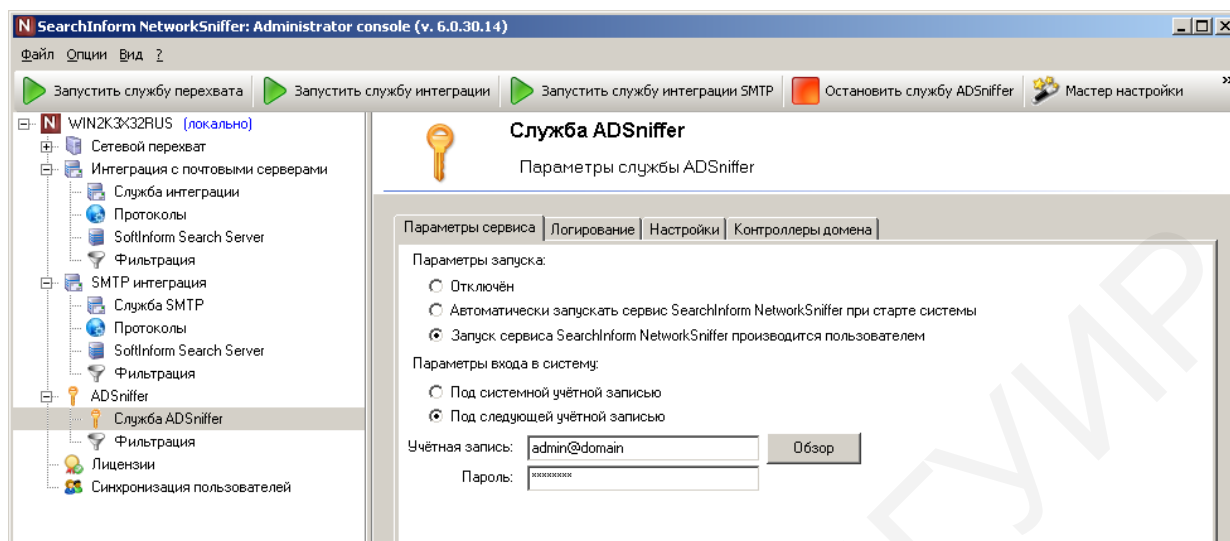 SearchInform NetworkSniffer: Administrator console (v. 6.0.30.14)
Файл Опции Вид ?
Запустить службу перехвата Запустить службу интеграции Запустить службу интеграции SMTP Остановить службу ADSniffer Мастер настройки »
WIN2K3X32RUS (локально)
Сетевой перехват
Интеграция с почтовыми серверами
Служба интеграции
Протоколы
SoftInform Search Server
Фильтрация
SMTP интеграция
Служба SMTP
Протоколы
SoftInform Search Server
Фильтрация
ADSniffer
Служба ADSniffer
Фильтрация
Лицензии
Синхронизация пользователей
Служба ADSniffer
Параметры службы ADSniffer
Параметры сервиса Логирование Настройки Контроллеры домена
Параметры запуска:
Отключён
Автоматически запускать сервис SearchInform NetworkSniffer при старте системы
Запуск сервиса SearchInform NetworkSniffer производится пользователем
Параметры входа в систему:
Под системной учётной записью
Под следующей учётной записью
Учётная запись: admin@domain Обзор
Пароль: ××××××××
ГУИР